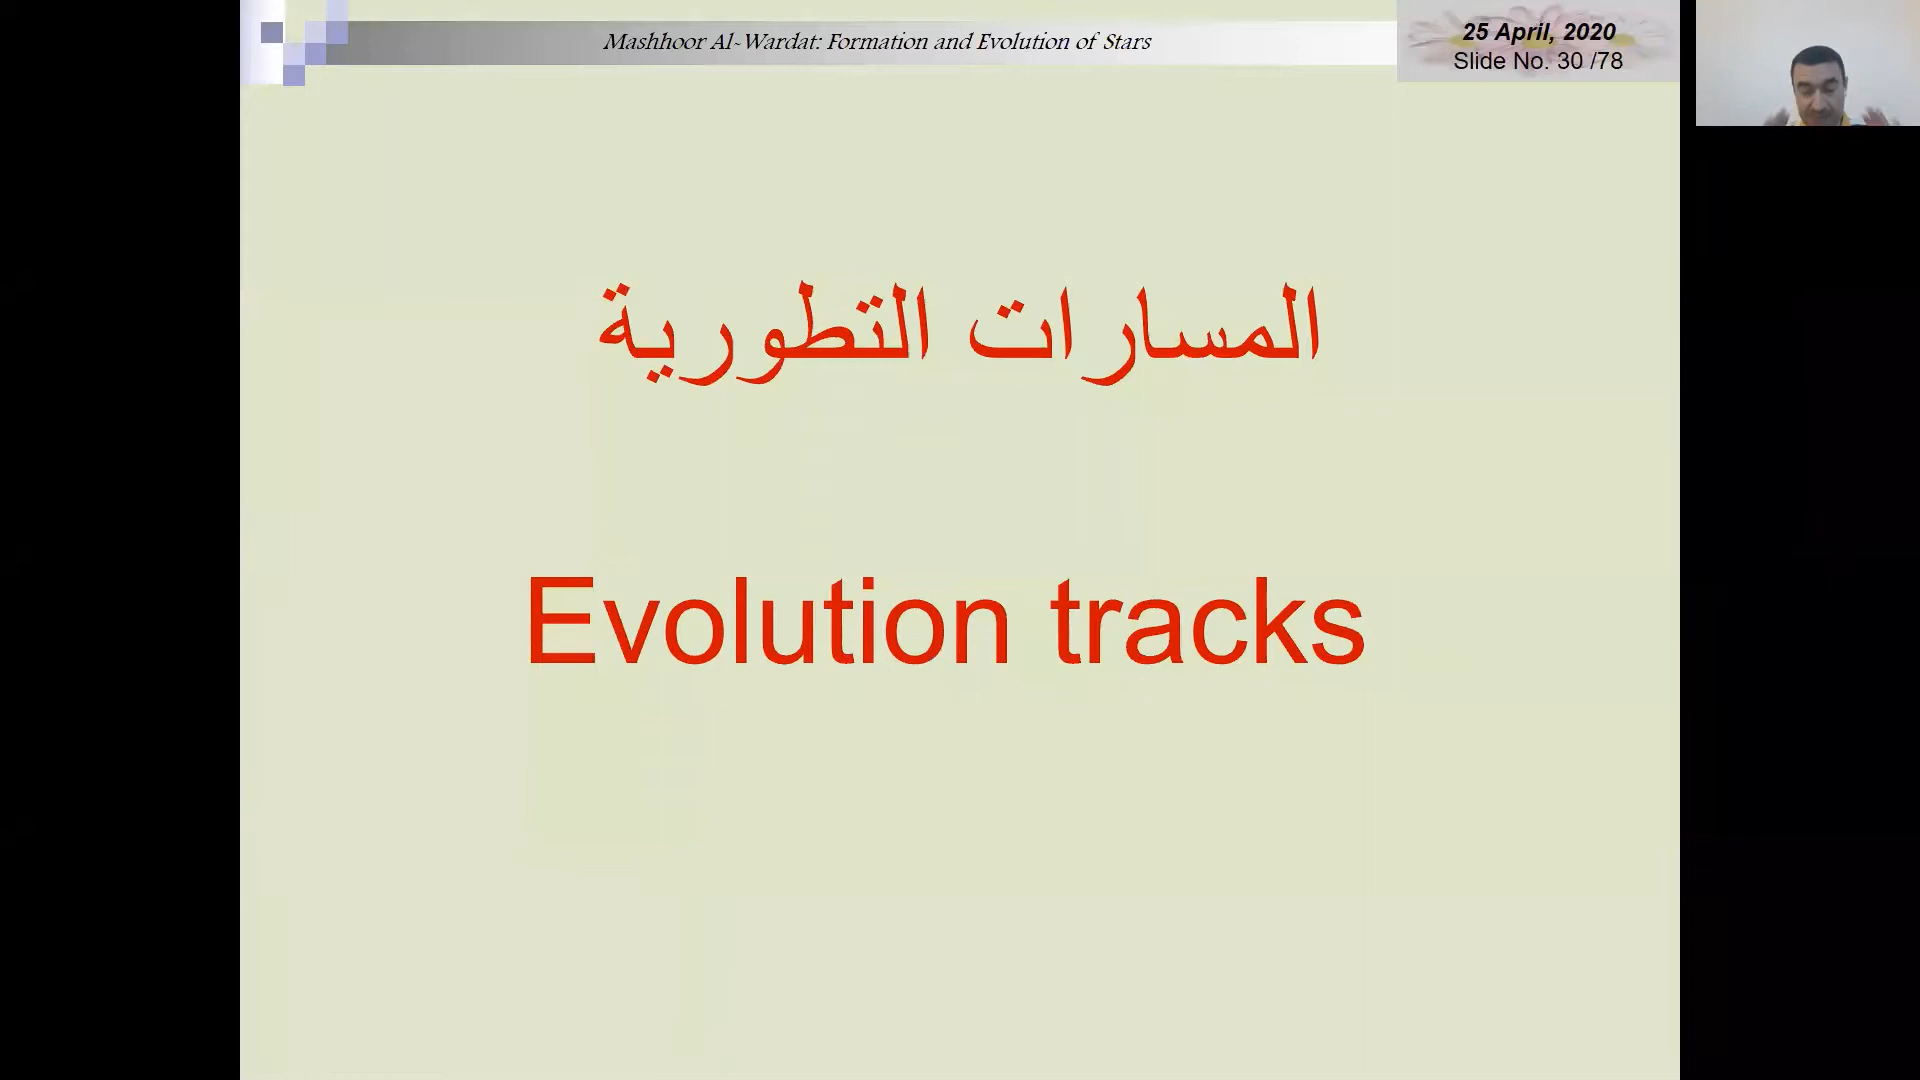 Mashhoor Al-Wardat: Formation and Evolution of Stars
25 April, 2020
Slide No. 30 /78
المسارات التطورية
Evolution tracks